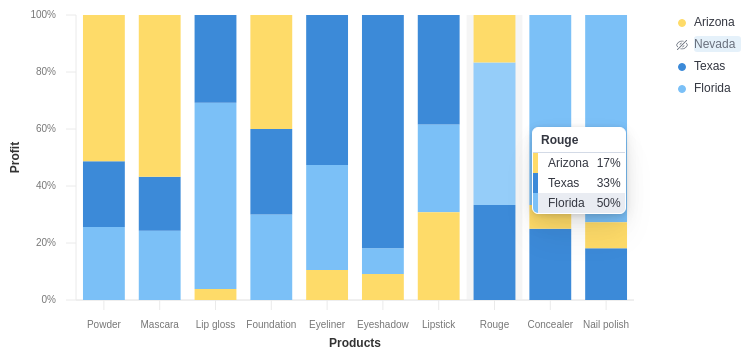 100%
80%
60%
40%
20%
0%
Profit
Powder Mascara Lip gloss Foundation Eyeliner Eyeshadow Lipstick Rouge Concealer Nail polish
Products
Rouge
Arizona 17%
Texas 33%
Florida 50%
Arizona
Nevada
Texas
Florida